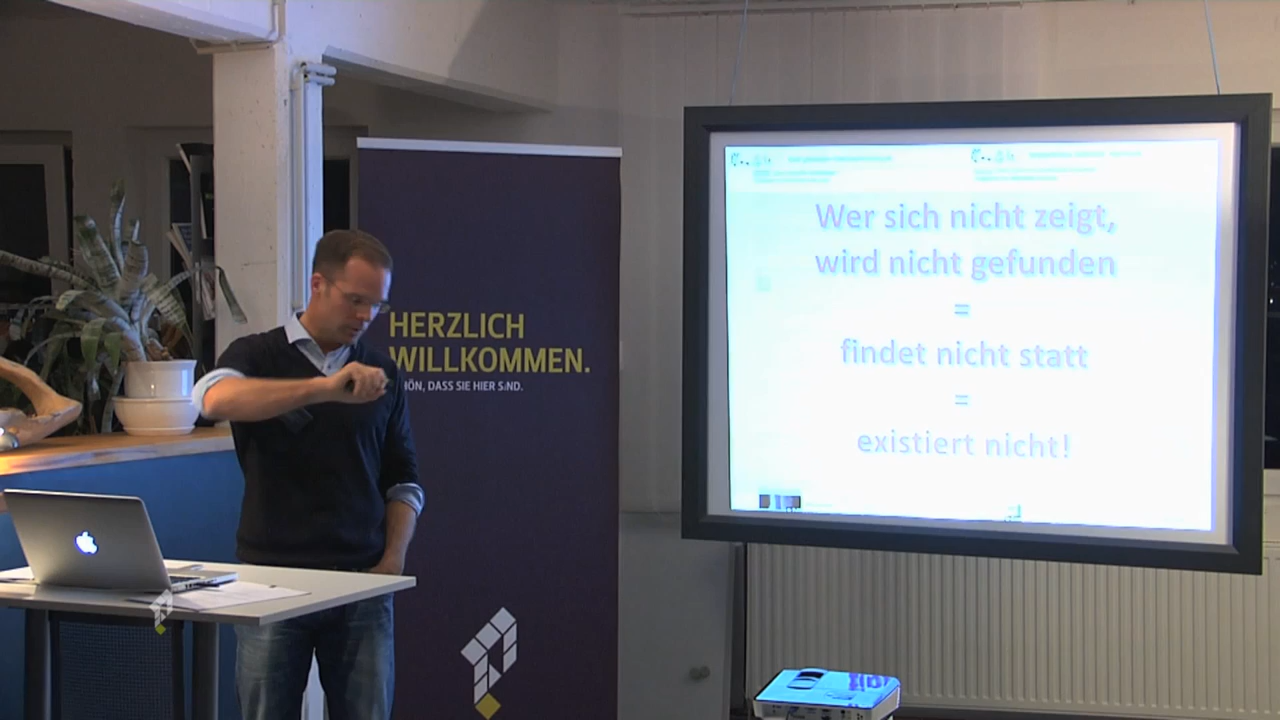 HERZLICH
WILLKOMMEN.
DASS SIE HIER SIND.
Wer sich nicht zeigt,
wird nicht gefunden
=
findet nicht statt
=
existiert nicht!